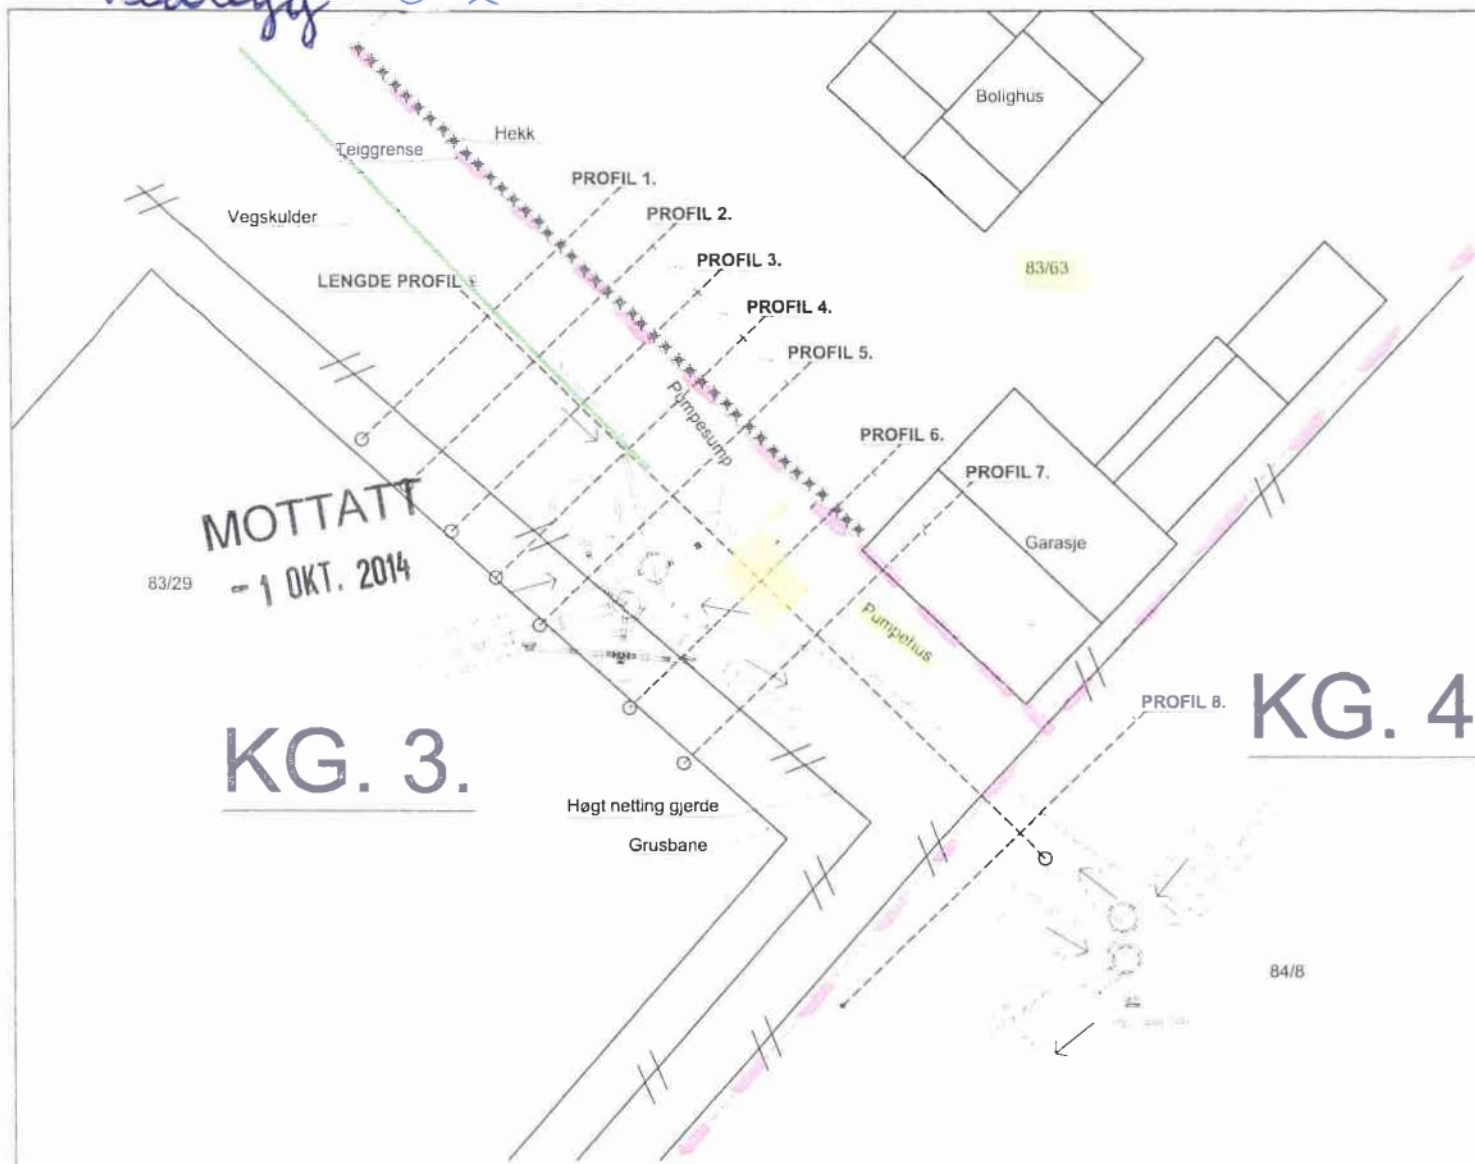 Vedlegg
Bolighus
Hekk
Teiggrense
PROFIL 1.
Vegskulder
PROFIL 2.
PROFIL 3.
83/63
LENGDE PROFIL
PROFIL 4.
PROFIL 5.
Pumpesump
PROFIL 6.
PROFIL 7.
MOTTATT
- 1 OKT. 2014
83/29
Garasje
Pumpehus
PROFIL 8.
KG. 3.
KG. 4
Høgt netting gjerde
Grusbane
84/8